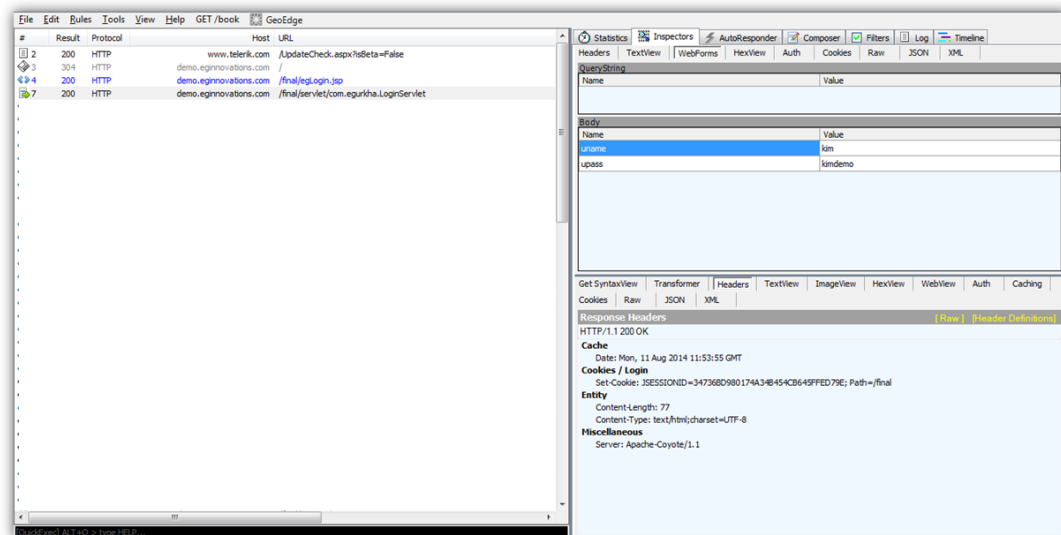 File Edit Rules Tools View Help GET /book GeoEdge
# Result Protocol Host URL
2 200 HTTP www.telerik.com /UpdateCheck.aspx?isBeta=False
3 304 HTTP demo.eginnovations.com /
4 200 HTTP demo.eginnovations.com /final/egLogin.jsp
7 200 HTTP demo.eginnovations.com /final/servlet/com.egurkha.LoginServlet
[QuickExec] ALT+Q > type HELP...
Statistics Inspectors AutoResponder Composer Filters Log Timeline
Headers TextView WebForms HexView Auth Cookies Raw JSON XML
QueryString
Name Value
Body
Name Value
uname kim
upass kimdemo
Get SyntaxView Transformer Headers TextView ImageView HexView WebView Auth Caching
Cookies Raw JSON XML
Response Headers [ Raw ] [Header Definitions]
HTTP/1.1 200 OK
Cache
Date: Mon, 11 Aug 2014 11:53:55 GMT
Cookies / Login
Set-Cookie: JSESSIONID=34736BD980174A34B454CB645FFED79E; Path=/final
Entity
Content-Length: 77
Content-Type: text/html;charset=UTF-8
Miscellaneous
Server: Apache-Coyote/1.1